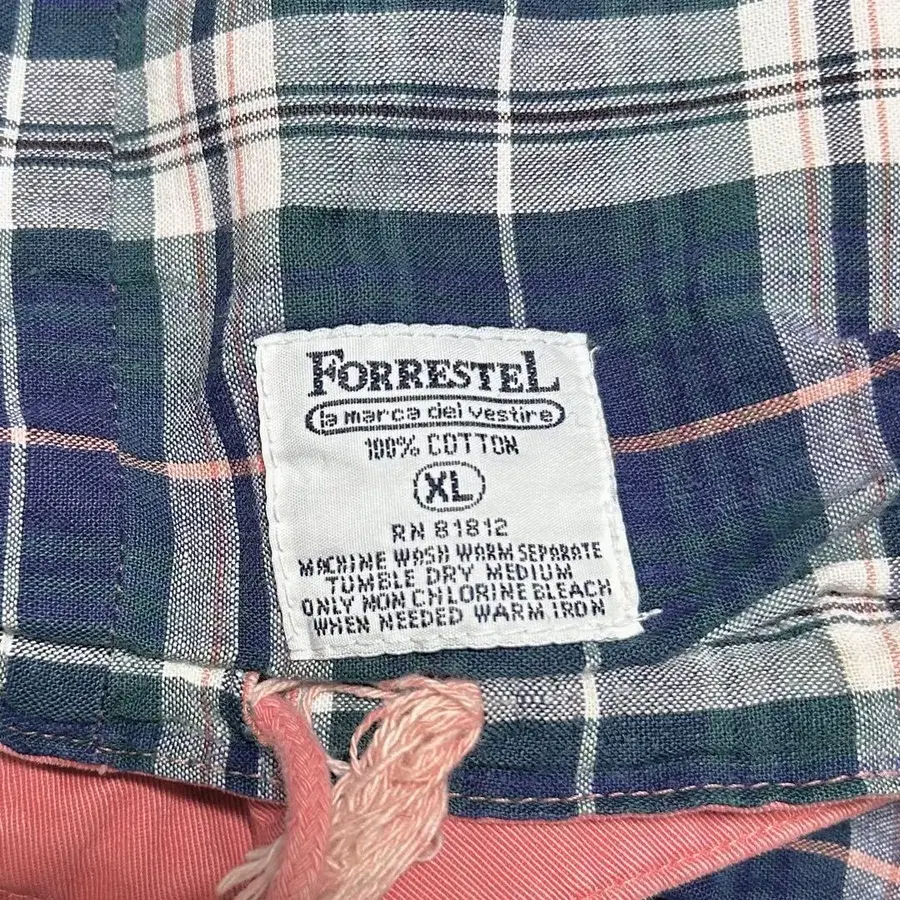 FORRESTEL
la marca del vestire
100% COTTON
XL
RN 81812
MACHINE WASH WARM SEPARATE
TUMBLE DRY MEDIUM
ONLY NON CHLORINE BLEACH
WHEN NEEDED WARM IRON